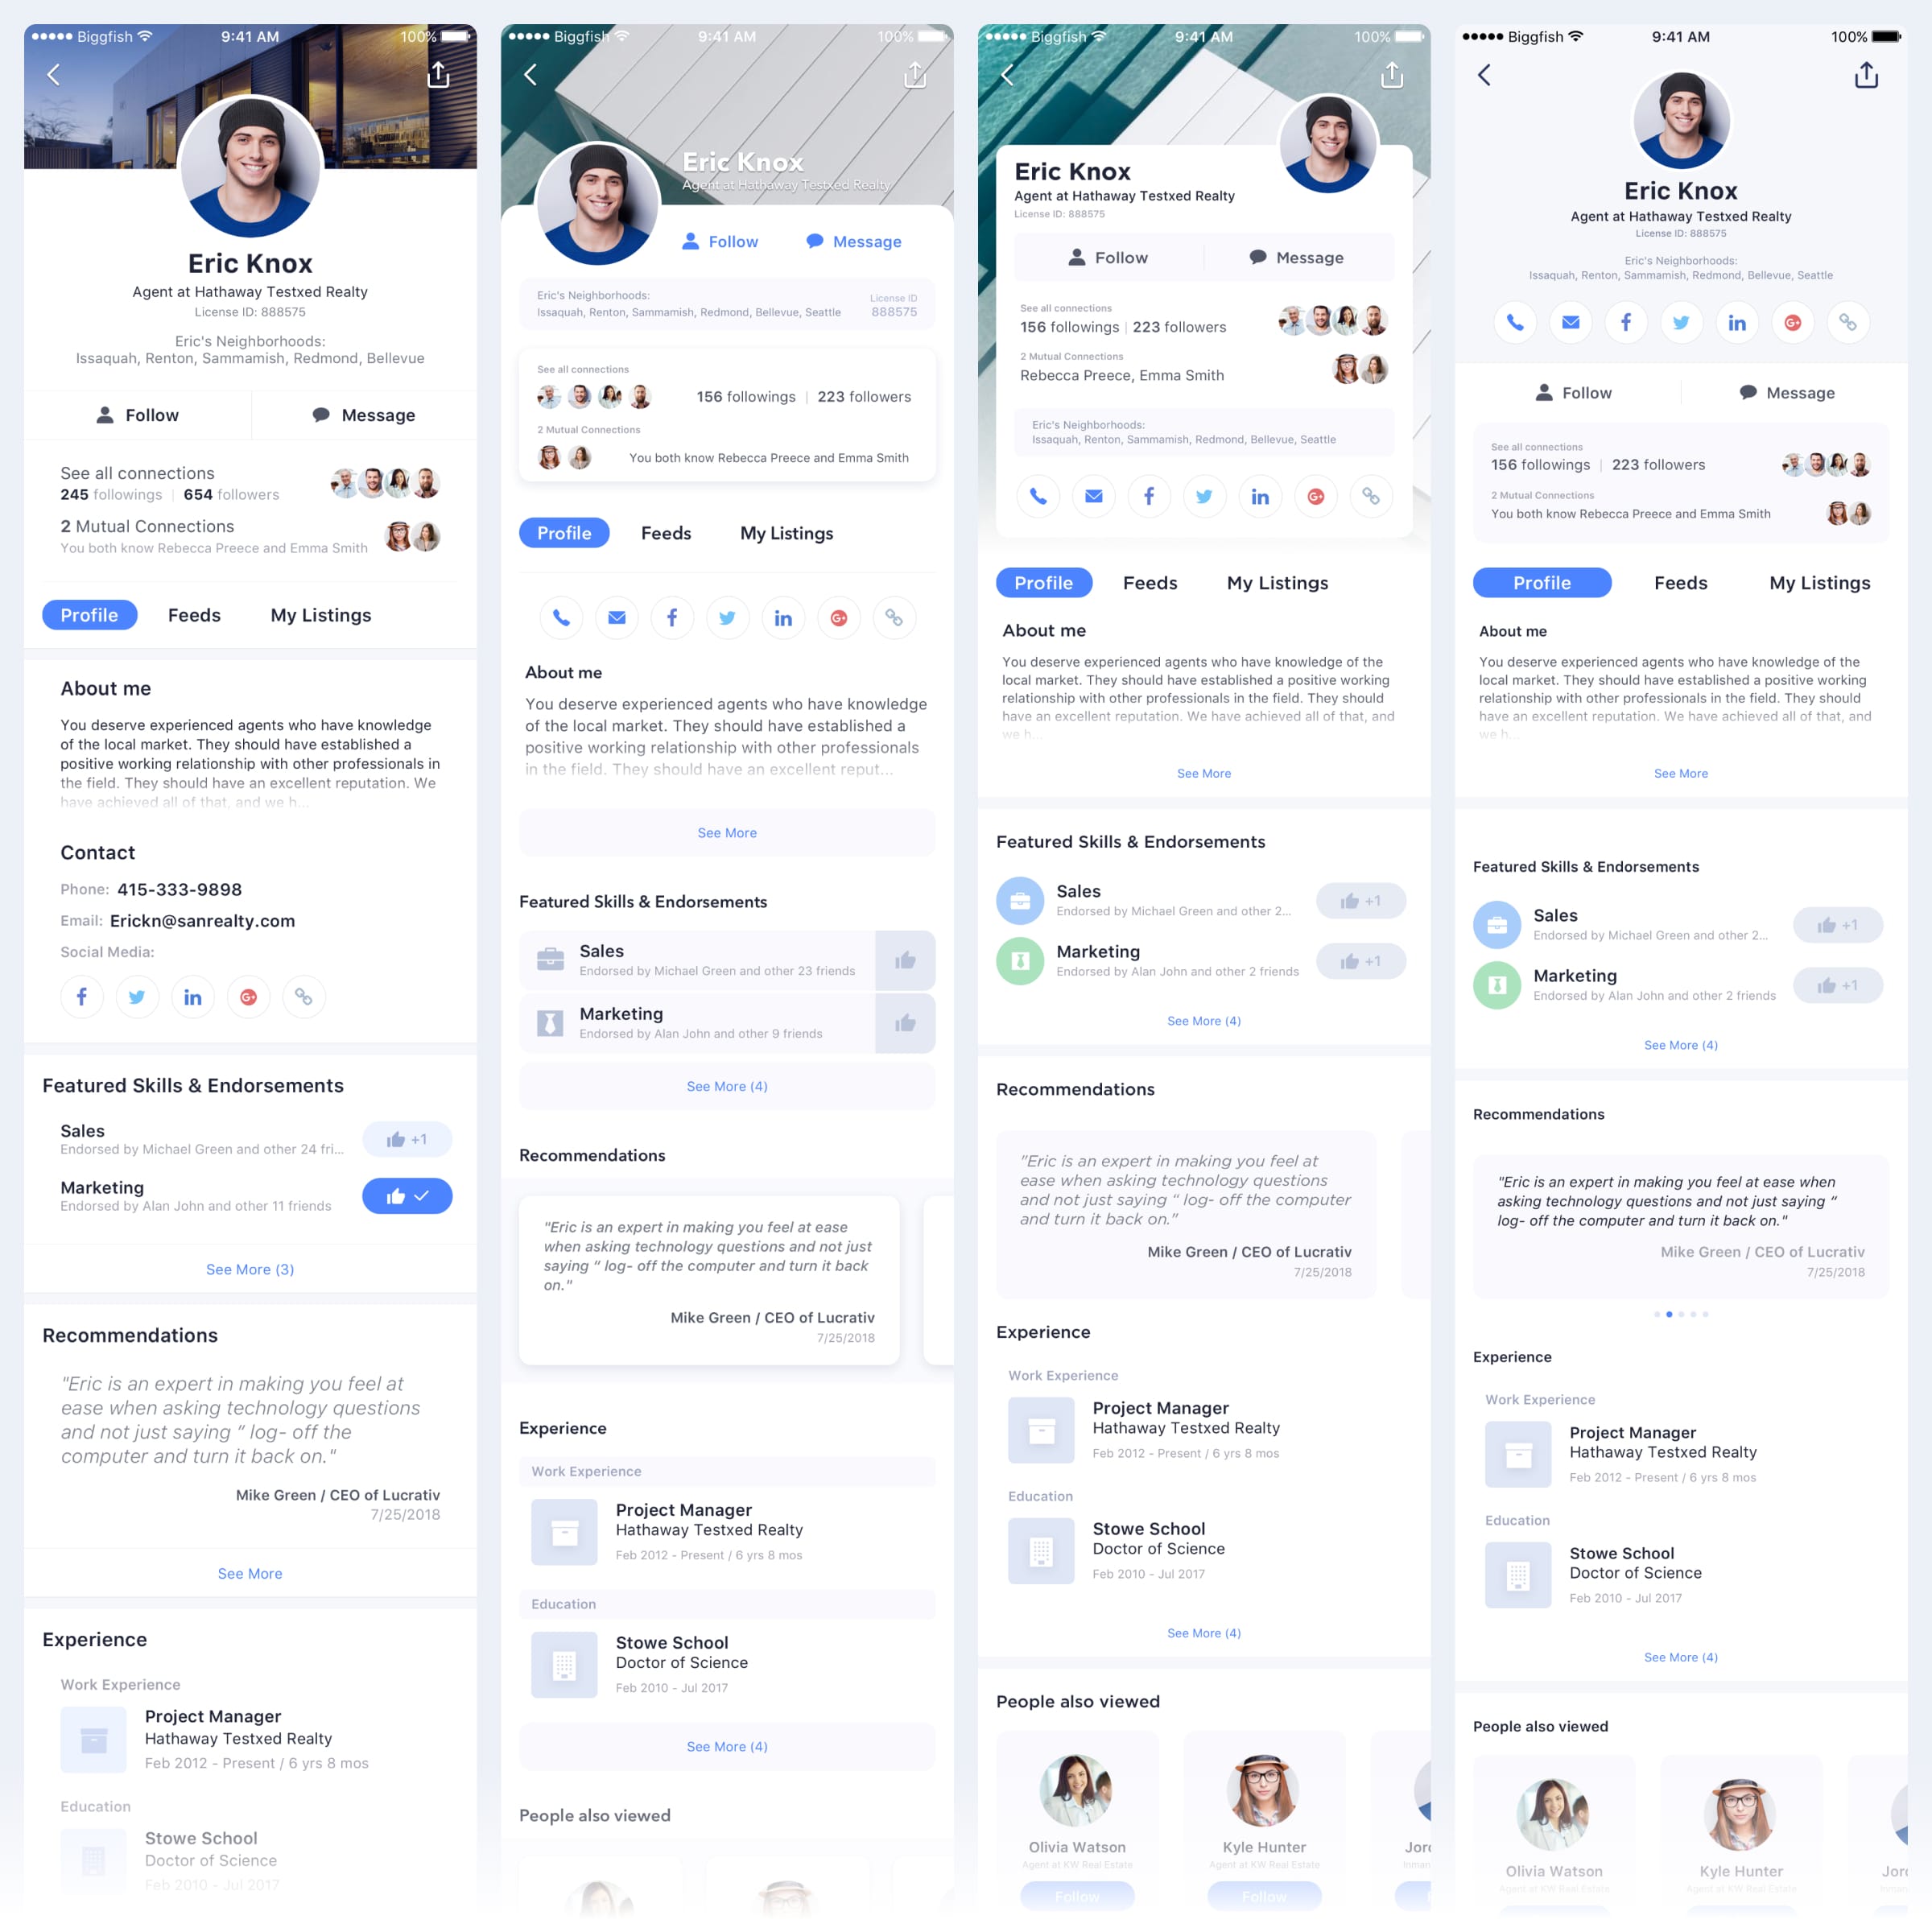 Biggfish 9:41 AM 100%
Eric Knox
Agent at Hathaway Testxed Realty
License ID: 888575
Eric's Neighborhoods:
Issaquah, Renton, Sammamish, Redmond, Bellevue
Follow Message
See all connections
245 followings | 654 followers
2 Mutual Connections
You both know Rebecca Preece and Emma Smith
Profile Feeds My Listings
About me
You deserve experienced agents who have knowledge
of the local market. They should have established a
positive working relationship with other professionals in
the field. They should have an excellent reputation. We
have achieved all of that, and we h...
Contact
Phone: 415-333-9898
Email: Erickn@sanrealty.com
Social Media:
Featured Skills & Endorsements
Sales
Endorsed by Michael Green and other 24 fri...
+1
Marketing
Endorsed by Alan John and other 11 friends
See More (3)
Recommendations
"Eric is an expert in making you feel at
ease when asking technology questions
and not just saying “ log- off the
computer and turn it back on."
Mike Green / CEO of Lucrativ
7/25/2018
See More
Experience
Work Experience
Project Manager
Hathaway Testxed Realty
Feb 2012 - Present / 6 yrs 8 mos
Education
Stowe School
Doctor of Science
Feb 2010 - Jul 2017
Biggfish 9:41 AM 100%
Eric Knox
Agent at Hathaway Testxed Realty
Follow Message
Eric's Neighborhoods:
Issaquah, Renton, Sammamish, Redmond, Bellevue, Seattle
License ID
888575
See all connections
156 followings | 223 followers
2 Mutual Connections
You both know Rebecca Preece and Emma Smith
Profile Feeds My Listings
About me
You deserve experienced agents who have knowledge
of the local market. They should have established a
positive working relationship with other professionals
in the field. They should have an excellent reput...
See More
Featured Skills & Endorsements
Sales
Endorsed by Michael Green and other 23 friends
Marketing
Endorsed by Alan John and other 9 friends
See More (4)
Recommendations
"Eric is an expert in making you feel at ease
when asking technology questions and not just
saying “ log- off the computer and turn it back
on."
Mike Green / CEO of Lucrativ
7/25/2018
Experience
Work Experience
Project Manager
Hathaway Testxed Realty
Feb 2012 - Present / 6 yrs 8 mos
Education
Stowe School
Doctor of Science
Feb 2010 - Jul 2017
See More (4)
People also viewed
Biggfish 9:41 AM 100%
Eric Knox
Agent at Hathaway Testxed Realty
License ID: 888575
Follow Message
See all connections
156 followings | 223 followers
2 Mutual Connections
Rebecca Preece, Emma Smith
Eric's Neighborhoods:
Issaquah, Renton, Sammamish, Redmond, Bellevue, Seattle
Profile Feeds My Listings
About me
You deserve experienced agents who have knowledge of the
local market. They should have established a positive working
relationship with other professionals in the field. They should
have an excellent reputation. We have achieved all of that, and
we h...
See More
Featured Skills & Endorsements
Sales
Endorsed by Michael Green and other 2...
+1
Marketing
Endorsed by Alan John and other 2 friends
+1
See More (4)
Recommendations
"Eric is an expert in making you feel at
ease when asking technology questions
and not just saying “ log- off the computer
and turn it back on."
Mike Green / CEO of Lucrativ
7/25/2018
Experience
Work Experience
Project Manager
Hathaway Testxed Realty
Feb 2012 - Present / 6 yrs 8 mos
Education
Stowe School
Doctor of Science
Feb 2010 - Jul 2017
See More (4)
People also viewed
Olivia Watson Kyle Hunter Jor
Agent at KW Real Estate Agent at KW Real Estate Inman
Follow Follow
Biggfish 9:41 AM 100%
Eric Knox
Agent at Hathaway Testxed Realty
License ID: 888575
Eric's Neighborhoods:
Issaquah, Renton, Sammamish, Redmond, Bellevue, Seattle
Follow Message
See all connections
156 followings | 223 followers
2 Mutual Connections
You both know Rebecca Preece and Emma Smith
Profile Feeds My Listings
About me
You deserve experienced agents who have knowledge of the
local market. They should have established a positive working
relationship with other professionals in the field. They should
have an excellent reputation. We have achieved all of that, and
we h...
See More
Featured Skills & Endorsements
Sales
Endorsed by Michael Green and other 2...
+1
Marketing
Endorsed by Alan John and other 2 friends
+1
See More (4)
Recommendations
"Eric is an expert in making you feel at ease when
asking technology questions and not just saying “
log- off the computer and turn it back on."
Mike Green / CEO of Lucrativ
7/25/2018
Experience
Work Experience
Project Manager
Hathaway Testxed Realty
Feb 2012 - Present / 6 yrs 8 mos
Education
Stowe School
Doctor of Science
Feb 2010 - Jul 2017
See More (4)
People also viewed
Olivia Watson Kyle Hunter Jor
Agent at KW Real Estate Agent at KW Real Estate